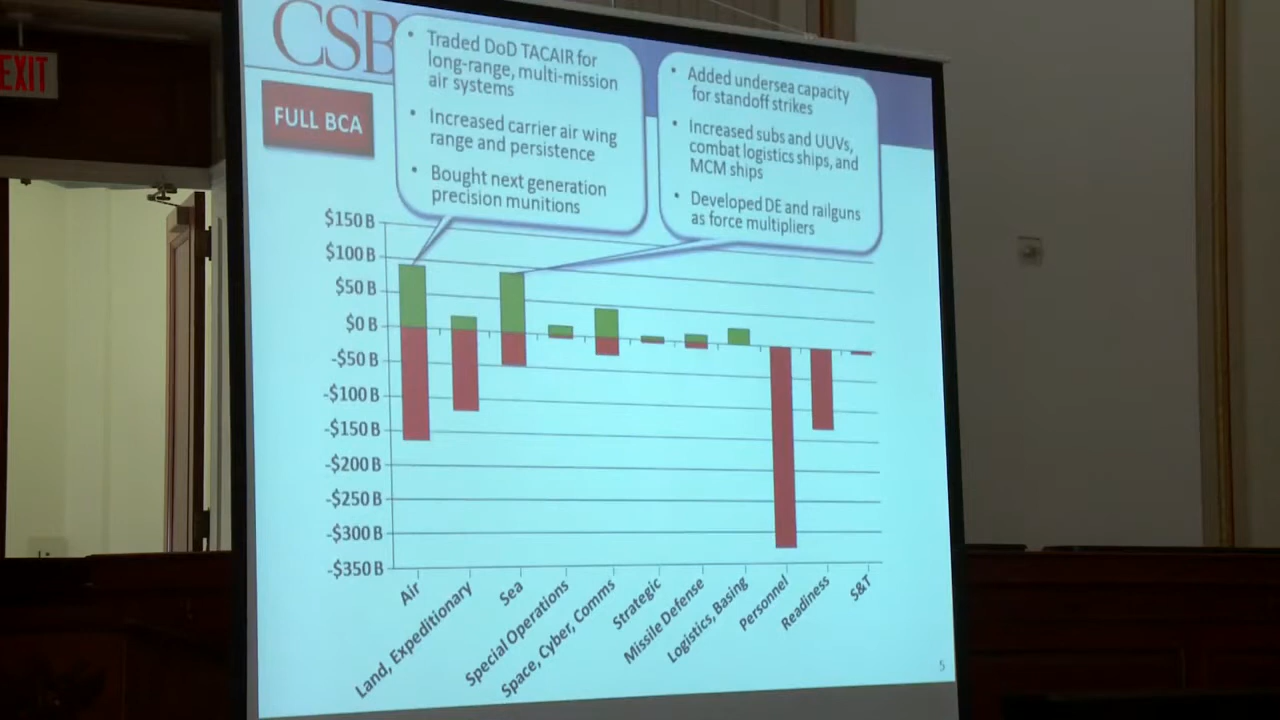 EXIT
CSB
FULL BCA
• Traded DoD TACAIR for
long-range, multi-mission
air systems
• Increased carrier air wing
range and persistence
• Bought next generation
precision munitions
• Added undersea capacity
for standoff strikes
• Increased subs and UUVs,
combat logistics ships, and
MCM ships
• Developed DE and railguns
as force multipliers
$150 B
$100 B
$50 B
$0 B
-$50 B
-$100 B
-$150 B
-$200 B
-$250 B
-$300 B
-$350 B
Air
Land, Expeditionary
Sea
Special Operations
Space, Cyber, Comms
Strategic
Missile Defense
Logistics, Basing
Personnel
Readiness
S&T
5